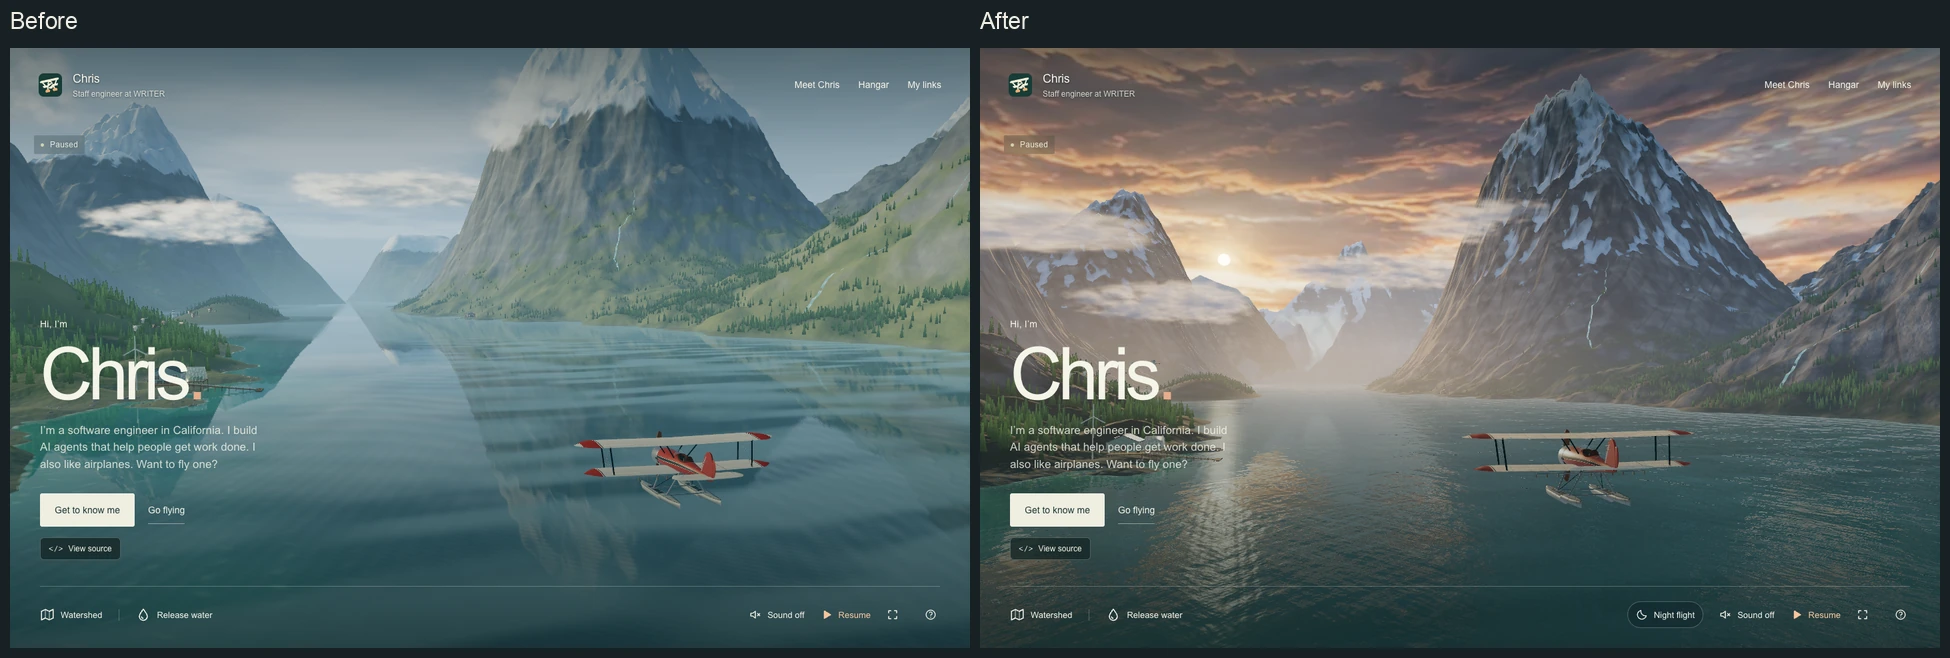 Before
Chris
Staff engineer at WRITER
Meet Chris
Hangar
My links
Paused
Hi, I'm
Chris.
I'm a software engineer in California. I build
AI agents that help people get work done. I
also like airplanes. Want to fly one?
Get to know me
Go flying
</> View source
Watershed
Release water
Sound off
Resume
After
Chris
Staff engineer at WRITER
Meet Chris
Hangar
My links
Paused
Hi, I'm
Chris.
I'm a software engineer in California. I build
AI agents that help people get work done. I
also like airplanes. Want to fly one?
Get to know me
Go flying
</> View source
Watershed
Release water
Night flight
Sound off
Resume